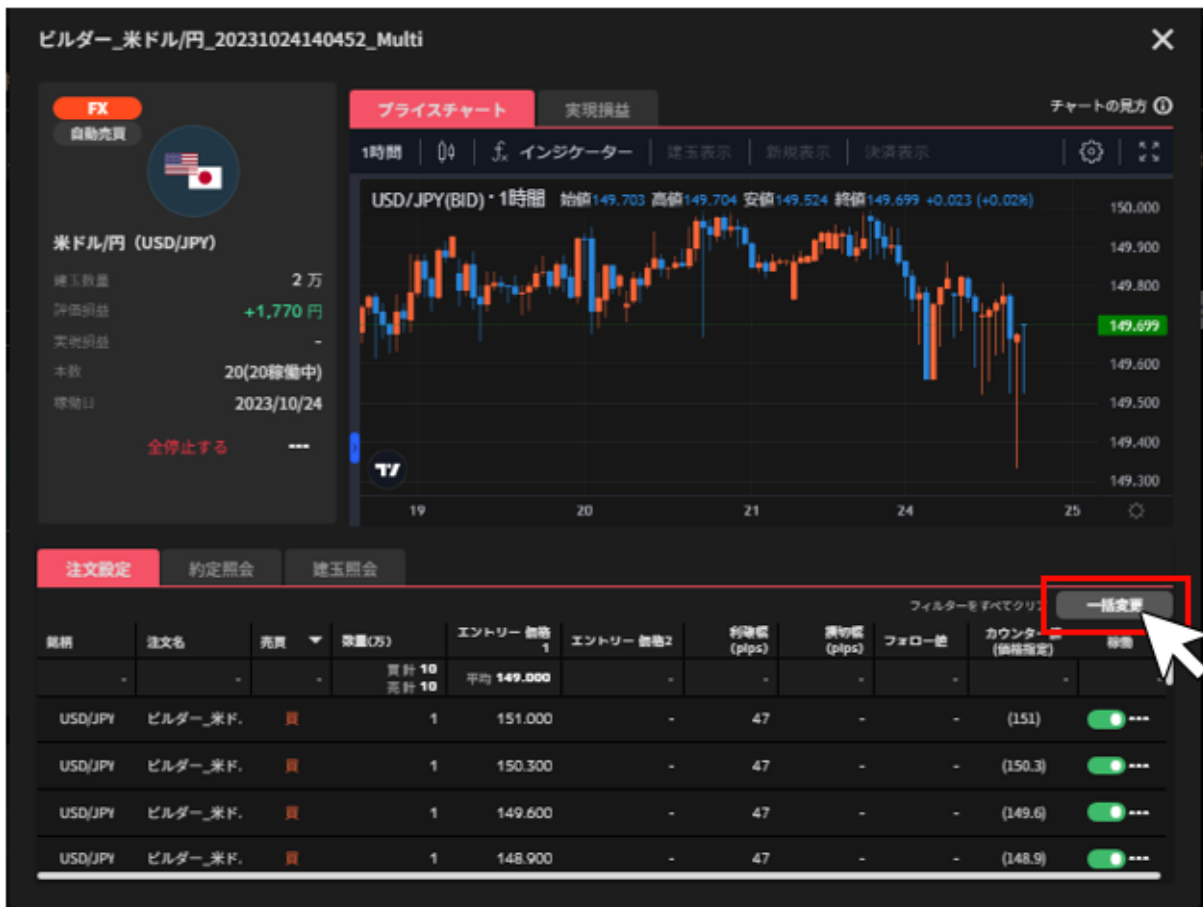 ビルダー_米ドル/円_20231024140452_Multi
FX
自動売買
米ドル/円 (USD/JPY)
建玉数量 2 万
評価損益 +1,770 円
実現損益 -
本数 20(20稼働中)
稼働日 2023/10/24
全停止する
プライスチャート 実現損益 チャートの見方
1時間 インジケーター 建玉表示 新規表示 決済表示
USD/JPY(BID)・1時間 始値149.703 高値149.704 安値149.524 終値149.699 +0.023 (+0.02%)
150.000
149.900
149.800
149.699
149.600
149.500
149.400
149.300
19 20 21 24 25
注文設定 約定照会 建玉照会
フィルターをすべてクリア 一括変更
銘柄 注文名 売買 数量(万) エントリー 価格1 エントリー 価格2 利確幅(pips) 損切幅(pips) フォロー値 カウンター値(価格指定) 稼働
- - - 買計 10 売計 10 平均 149.000 - - - - - -
USD/JPY ビルダー_米ド. 買 1 151.000 - 47 - - (151)
USD/JPY ビルダー_米ド. 買 1 150.300 - 47 - - (150.3)
USD/JPY ビルダー_米ド. 買 1 149.600 - 47 - - (149.6)
USD/JPY ビルダー_米ド. 買 1 148.900 - 47 - - (148.9)